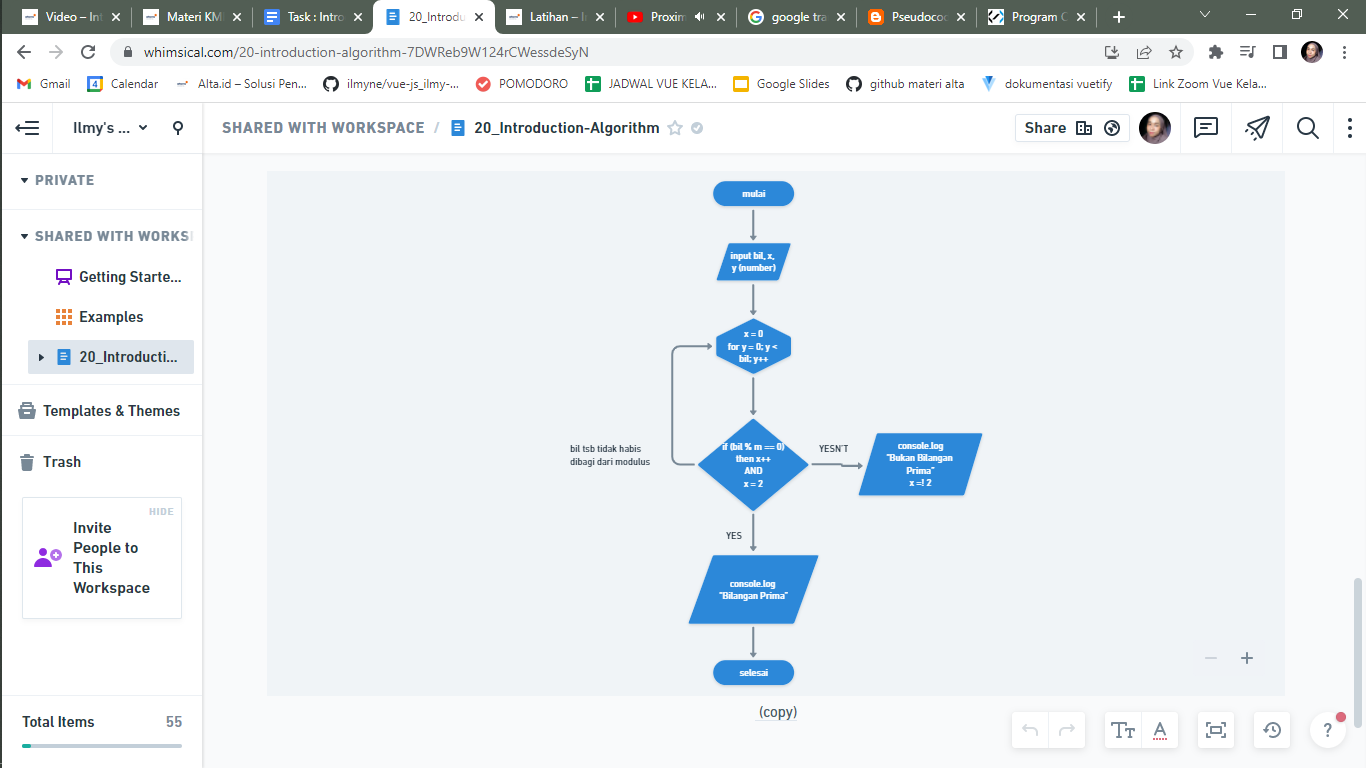 Video – Int
Materi KMI
Task : Intro
20_Introdu
Latihan – I
Proxim
google tra
Pseudocod
Program C
whimsical.com/20-introduction-algorithm-7DWReb9W124rCWessdeSyN
Gmail
Calendar
Alta.id – Solusi Pen...
ilmyne/vue-js_ilmy-...
POMODORO
JADWAL VUE KELA...
Google Slides
github materi alta
dokumentasi vuetify
Link Zoom Vue Kela...
Ilmy's ...
SHARED WITH WORKSPACE / 20_Introduction-Algorithm
Share
PRIVATE
SHARED WITH WORKS
Getting Starte...
Examples
20_Introducti...
Templates & Themes
Trash
HIDE
Invite
People to
This
Workspace
Total Items 55
mulai
input bil, x,
y (number)
x = 0
for y = 0; y <
bil; y++
bil tsb tidak habis
dibagi dari modulus
if (bil % m == 0)
then x++
AND
x = 2
YESN'T
console.log
"Bukan Bilangan
Prima"
x =! 2
YES
console.log
"Bilangan Prima"
selesai
(copy)